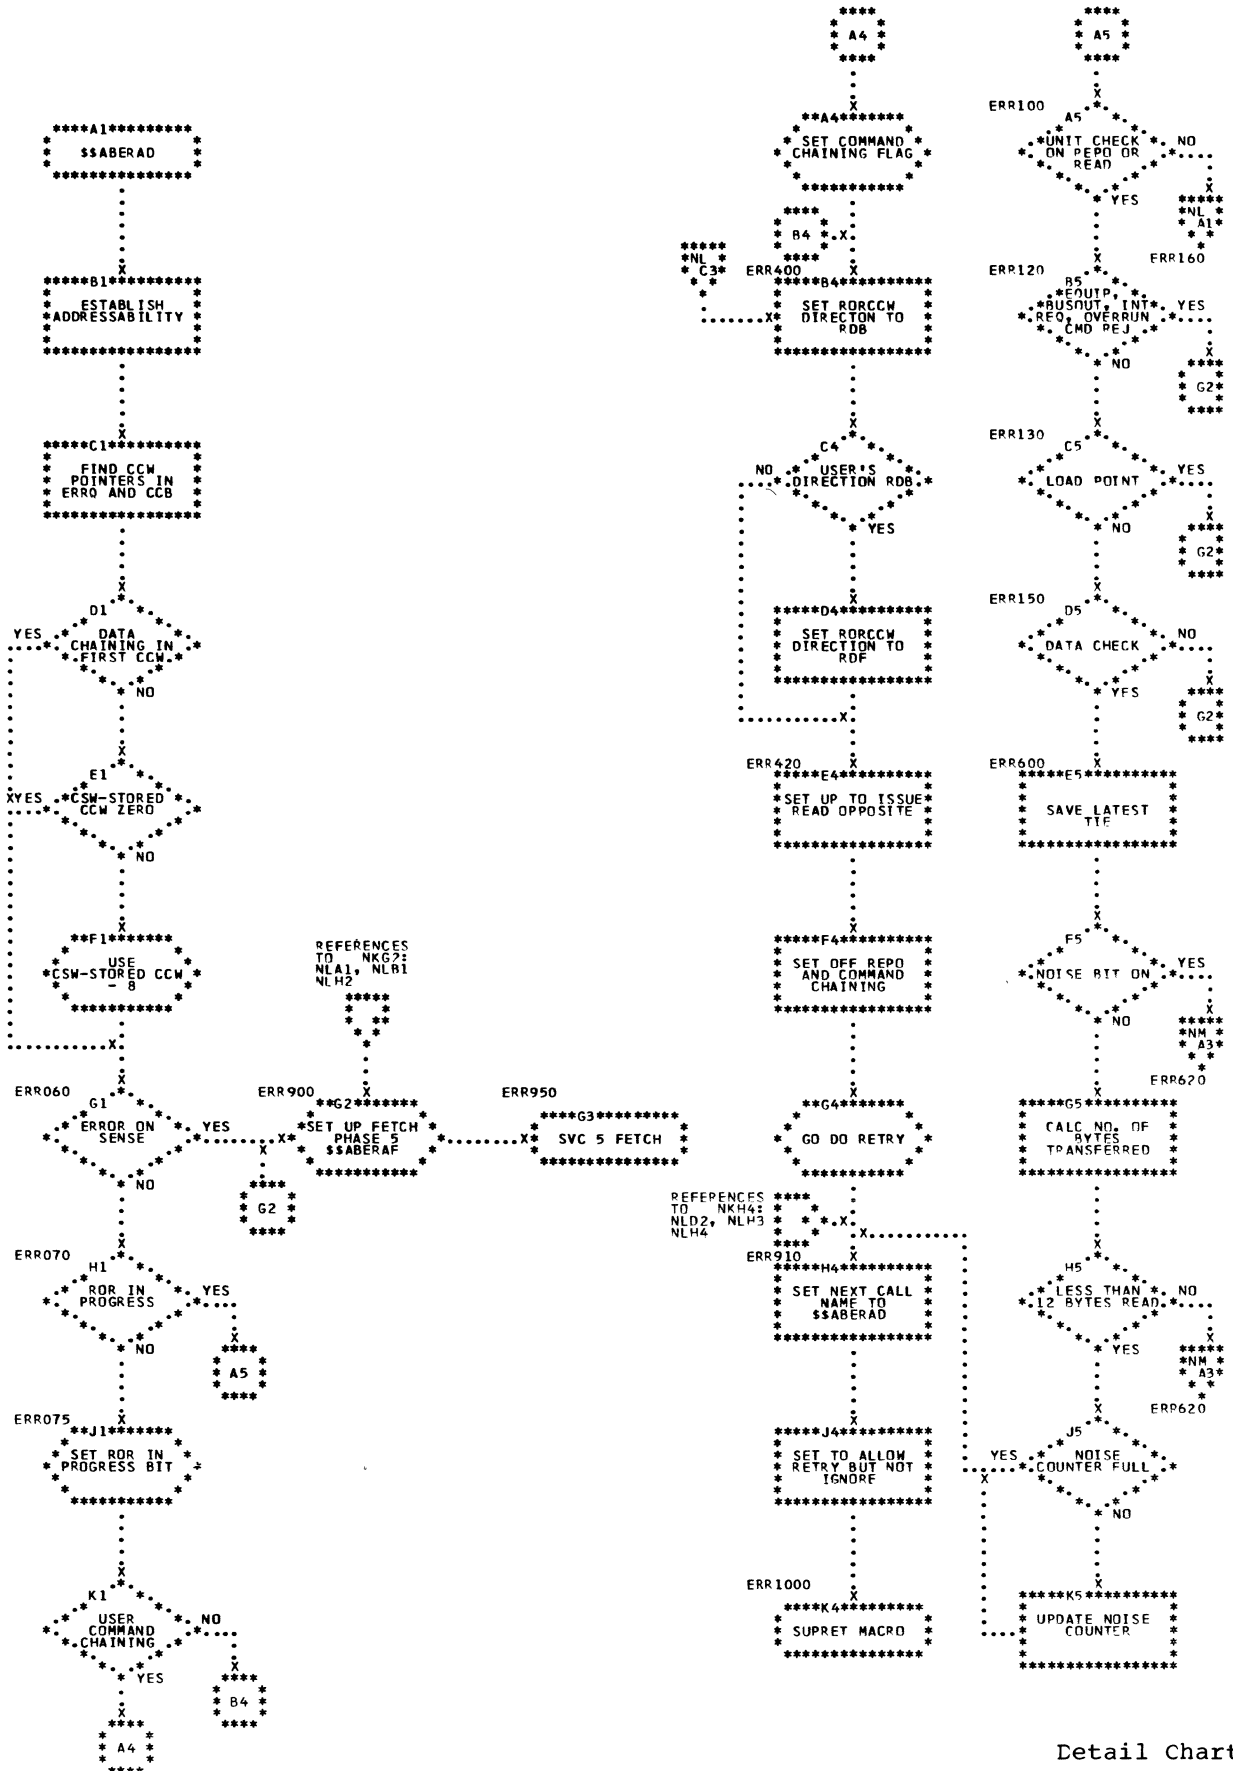 A1
$$ABERAD
B1
ESTABLISH
ADDRESSABILITY
C1
FIND CCW
POINTERS IN
ERRQ AND CCB
D1
YES
DATA
CHAINING IN
FIRST CCW
NO
E1
YES
CSW-STORED
CCW ZERO
NO
F1
USE
CSW-STORED CCW
- 8
ERR060
G1
ERROR ON
SENSE
YES
NO
ERR070
H1
ROR IN
PROGRESS
YES
NO
A5
ERR075
J1
SET ROR IN
PROGRESS BIT
K1
USER
COMMAND
CHAINING
NO
YES
B4
A4
REFERENCES
TO NKG2:
NLA1, NLB1
NLH2
ERR900
G2
SET UP FETCH
PHASE 5
$$ABERAF
G2
ERR950
G3
SVC 5 FETCH
A4
A4
SET COMMAND
CHAINING FLAG
B4
NL
C3
ERR400
B4
SET RORCCW
DIRECTON TO
RDB
C4
NO
USER'S
DIRECTION RDB
YES
D4
SET RORCCW
DIRECTION TO
RDF
ERR420
E4
SET UP TO ISSUE
READ OPPOSITE
F4
SET OFF REPO
AND COMMAND
CHAINING
G4
GO DO RETRY
REFERENCES
TO NKH4:
NLD2, NLH3
NLH4
ERR910
H4
SET NEXT CALL
NAME TO
$$ABERAD
J4
SET TO ALLOW
RETRY BUT NOT
IGNORE
ERR1000
K4
SUPRET MACRO
A5
ERR100
A5
UNIT CHECK
ON REPO OR
READ
NO
YES
NL
A1
ERR160
ERR120
B5
EQUIP,
BUSOUT, INT
REQ, OVERRUN
CMD REJ
YES
NO
G2
ERR130
C5
LOAD POINT
YES
NO
G2
ERR150
D5
DATA CHECK
NO
YES
G2
ERR600
E5
SAVE LATEST
TIE
F5
NOISE BIT ON
YES
NO
NM
A3
ERR620
G5
CALC NO. OF
BYTES
TRANSFERRED
H5
LESS THAN
12 BYTES READ
NO
YES
NM
A3
ERR620
J5
YES
NOISE
COUNTER FULL
NO
K5
UPDATE NOISE
COUNTER
Detail Chart